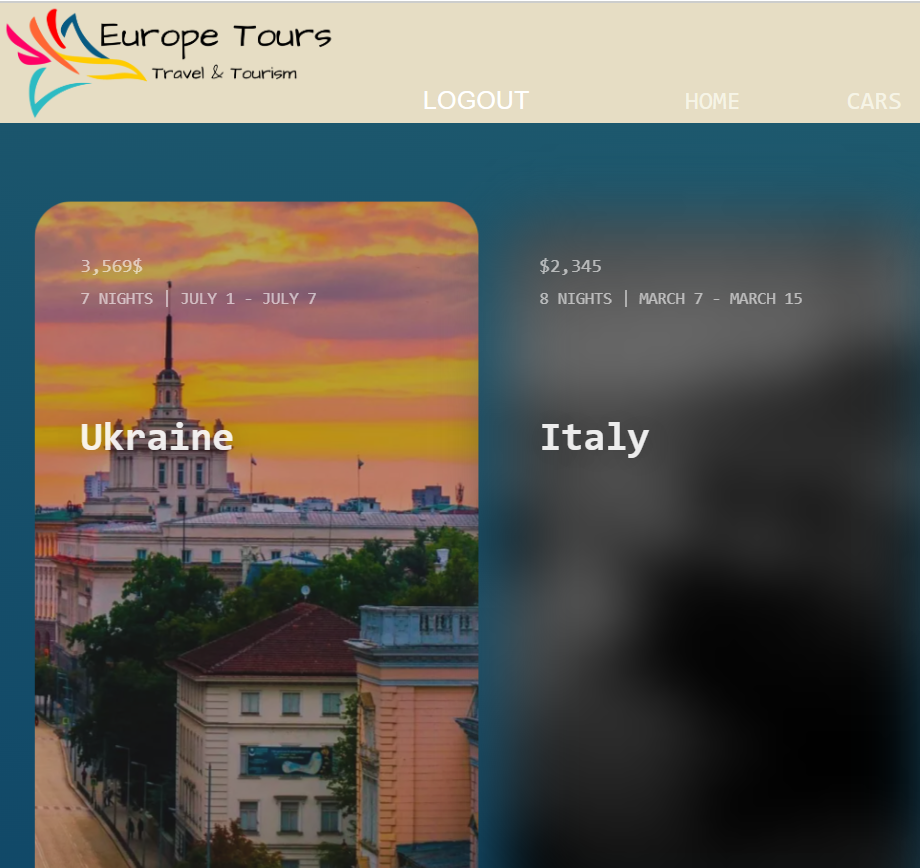 Europe Tours
Travel & Tourism
LOGOUT
HOME
CARS
3,569$
7 NIGHTS | JULY 1 - JULY 7
Ukraine
$2,345
8 NIGHTS | MARCH 7 - MARCH 15
Italy